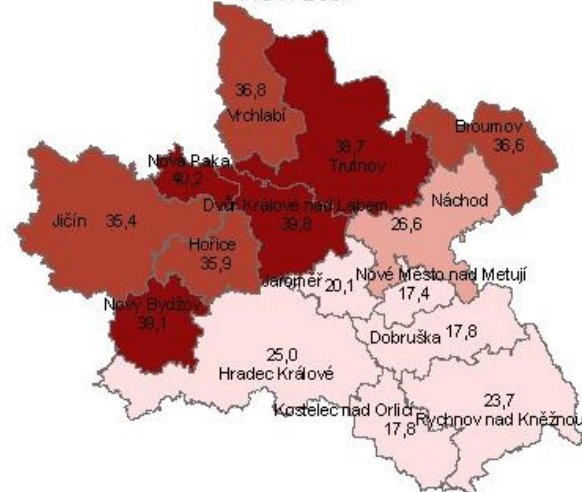 36,8
Vrchlabí
38,7
Trutnov
Broumov
36,6
Nová Paka
40,2
Dvůr Králové nad Labem
39,8
Náchod
26,6
Jičín 35,4
Hořice
35,9
Jaroměř
20,1
Nové Město nad Metují
17,4
Nový Bydžov
39,1
Dobruška 17,8
25,0
Hradec Králové
Kostelec nad Orlicí
17,8
23,7
Rychnov nad Kněžnou